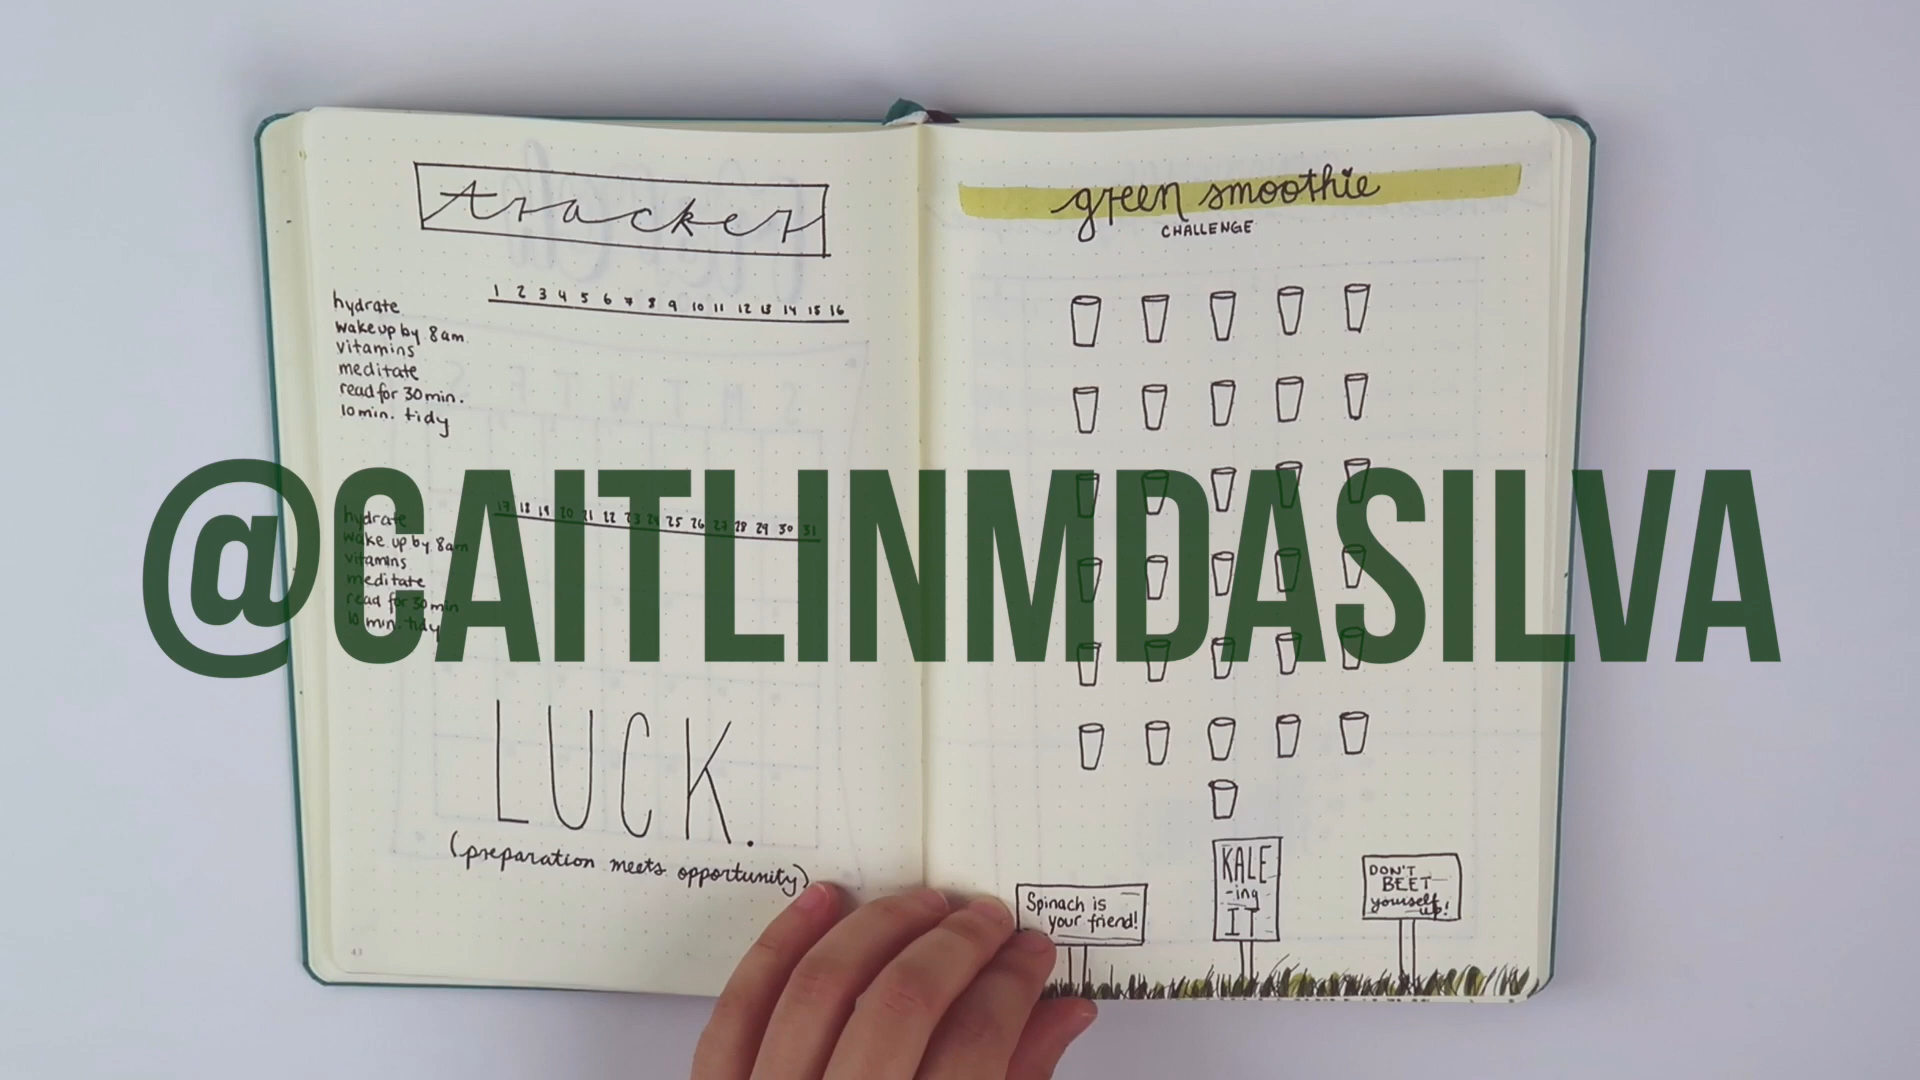 tracker
1 2 3 4 5 6 7 8 9 10 11 12 13 14 15 16
hydrate
wake up by 8am
vitamins
meditate
read for 30 min.
10 min. tidy
17 18 19 20 21 22 23 24 25 26 27 28 29 30 31
hydrate
wake up by 8am
vitamins
meditate
read for 30 min
10 min. tidy
LUCK.
(preparation meets opportunity)
43
green smoothie
CHALLENGE
Spinach is
your friend!
KALE
-ing
IT
DON'T
BEET
yourself
up!
@CAITLINMDASILVA